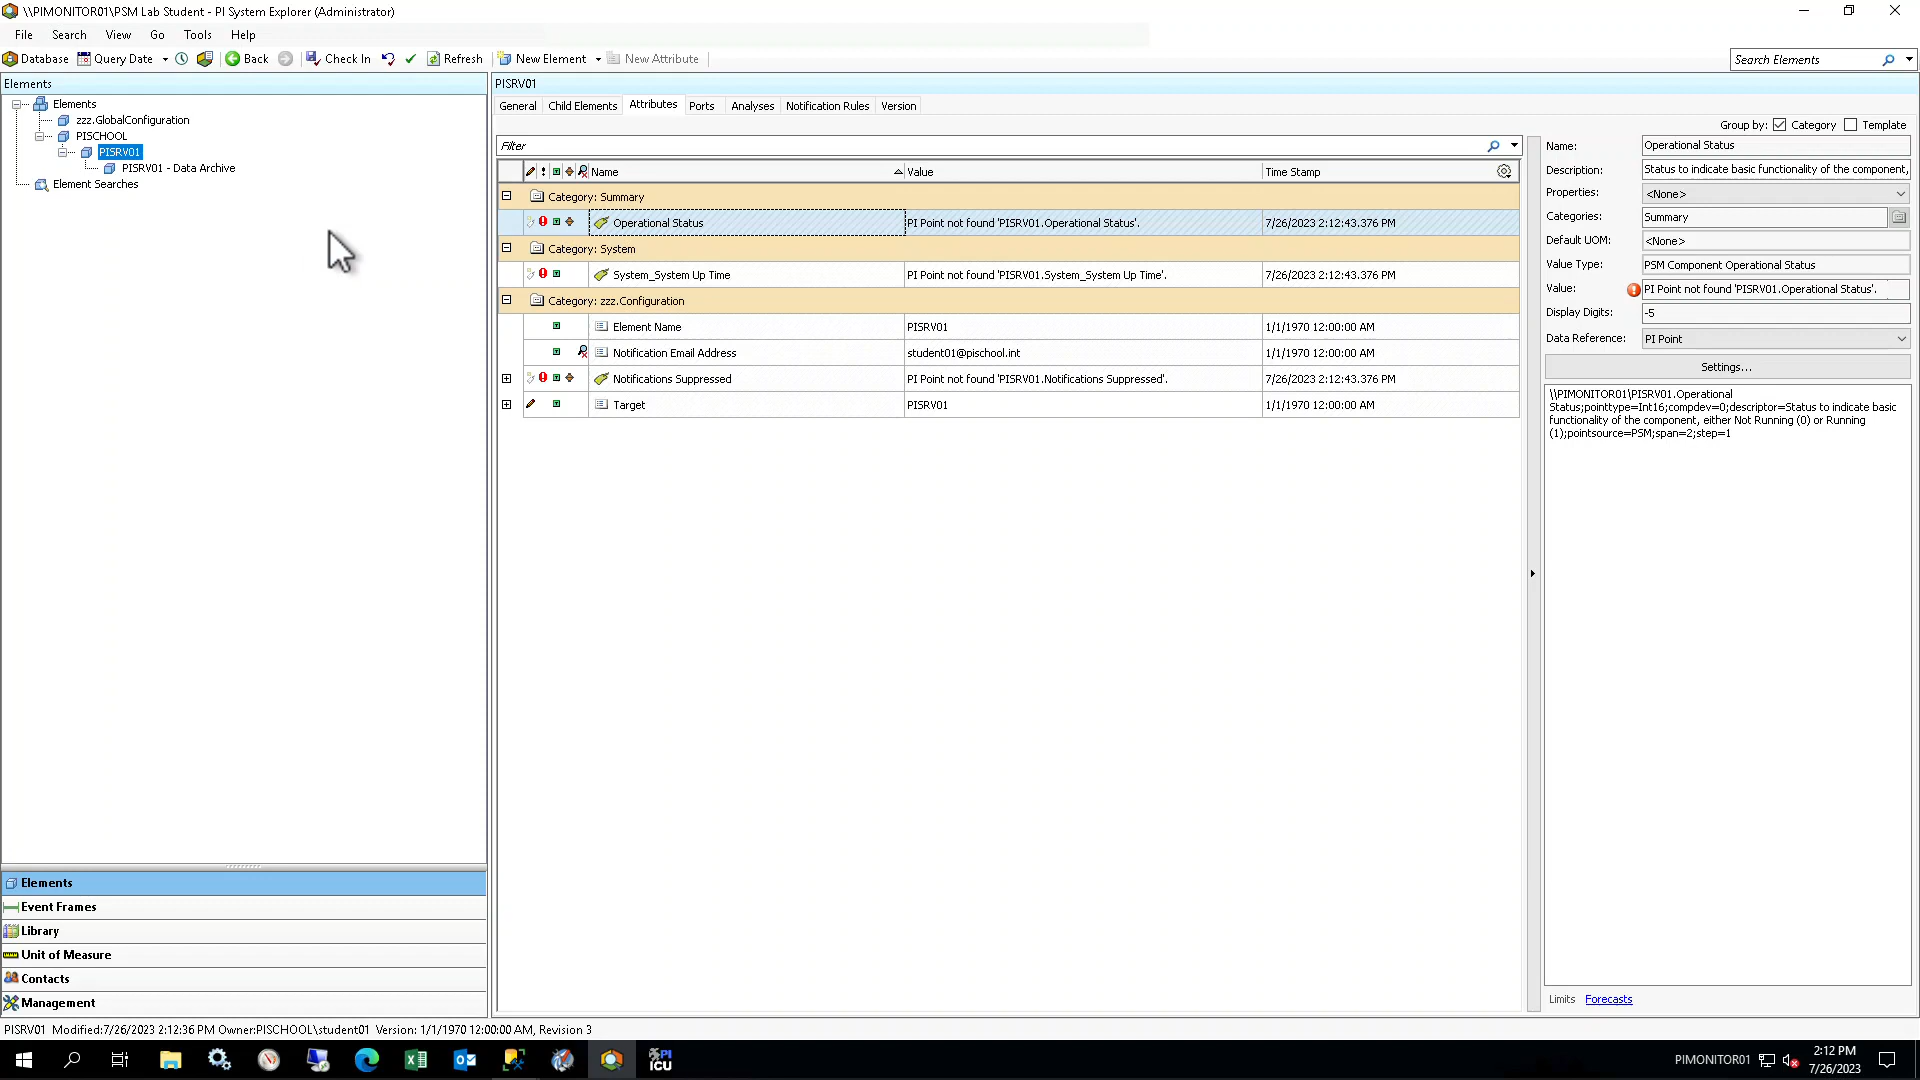 \\PIMONITOR01\PSM Lab Student - PI System Explorer (Administrator)
File Search View Go Tools Help
Database Query Date Back Check In Refresh New Element New Attribute Search Elements
Elements
Elements
zzz.GlobalConfiguration
PISCHOOL
PISRV01
PISRV01 - Data Archive
Element Searches
Elements
Event Frames
Library
Unit of Measure
Contacts
Management
PISRV01
General Child Elements Attributes Ports Analyses Notification Rules Version
Group by: Category Template
Filter
Name Value Time Stamp
Category: Summary
Operational Status PI Point not found 'PISRV01.Operational Status'. 7/26/2023 2:12:43.376 PM
Category: System
System_System Up Time PI Point not found 'PISRV01.System_System Up Time'. 7/26/2023 2:12:43.376 PM
Category: zzz.Configuration
Element Name PISRV01 1/1/1970 12:00:00 AM
Notification Email Address student01@pischool.int 1/1/1970 12:00:00 AM
Notifications Suppressed PI Point not found 'PISRV01.Notifications Suppressed'. 7/26/2023 2:12:43.376 PM
Target PISRV01 1/1/1970 12:00:00 AM
Name: Operational Status
Description: Status to indicate basic functionality of the component,
Properties: <None>
Categories: Summary
Default UOM: <None>
Value Type: PSM Component Operational Status
Value: PI Point not found 'PISRV01.Operational Status'.
Display Digits: -5
Data Reference: PI Point
Settings...
\\PIMONITOR01\PISRV01.Operational
Status;pointtype=Int16;compdev=0;descriptor=Status to indicate basic
functionality of the component, either Not Running (0) or Running
(1);pointsource=PSM;span=2;step=1
Limits Forecasts
PISRV01 Modified:7/26/2023 2:12:36 PM Owner:PISCHOOL\student01 Version: 1/1/1970 12:00:00 AM, Revision 3
PI
ICU
PIMONITOR01
2:12 PM
7/26/2023